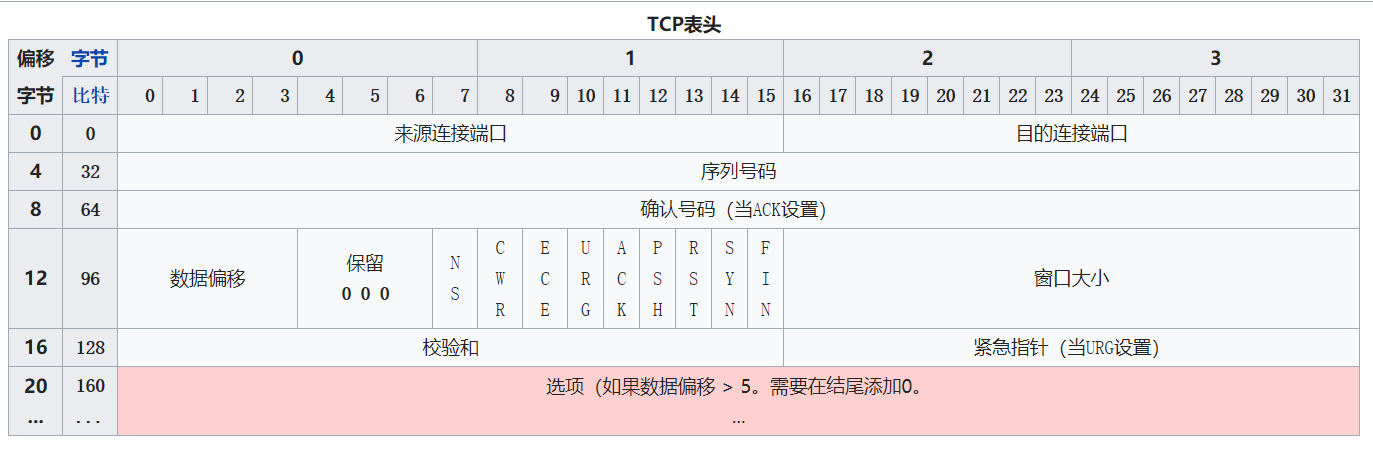 TCP表头
偏移 字节 0 1 2 3
字节 比特 0 1 2 3 4 5 6 7 8 9 10 11 12 13 14 15 16 17 18 19 20 21 22 23 24 25 26 27 28 29 30 31
0 0 来源连接端口 目的连接端口
4 32 序列号码
8 64 确认号码（当ACK设置）
12 96 数据偏移 保留 0 0 0 NS CWR ECE URG ACK PSH RST SYN FIN 窗口大小
16 128 校验和 紧急指针（当URG设置）
20 160 选项（如果数据偏移 > 5。需要在结尾添加0。
... ... ...